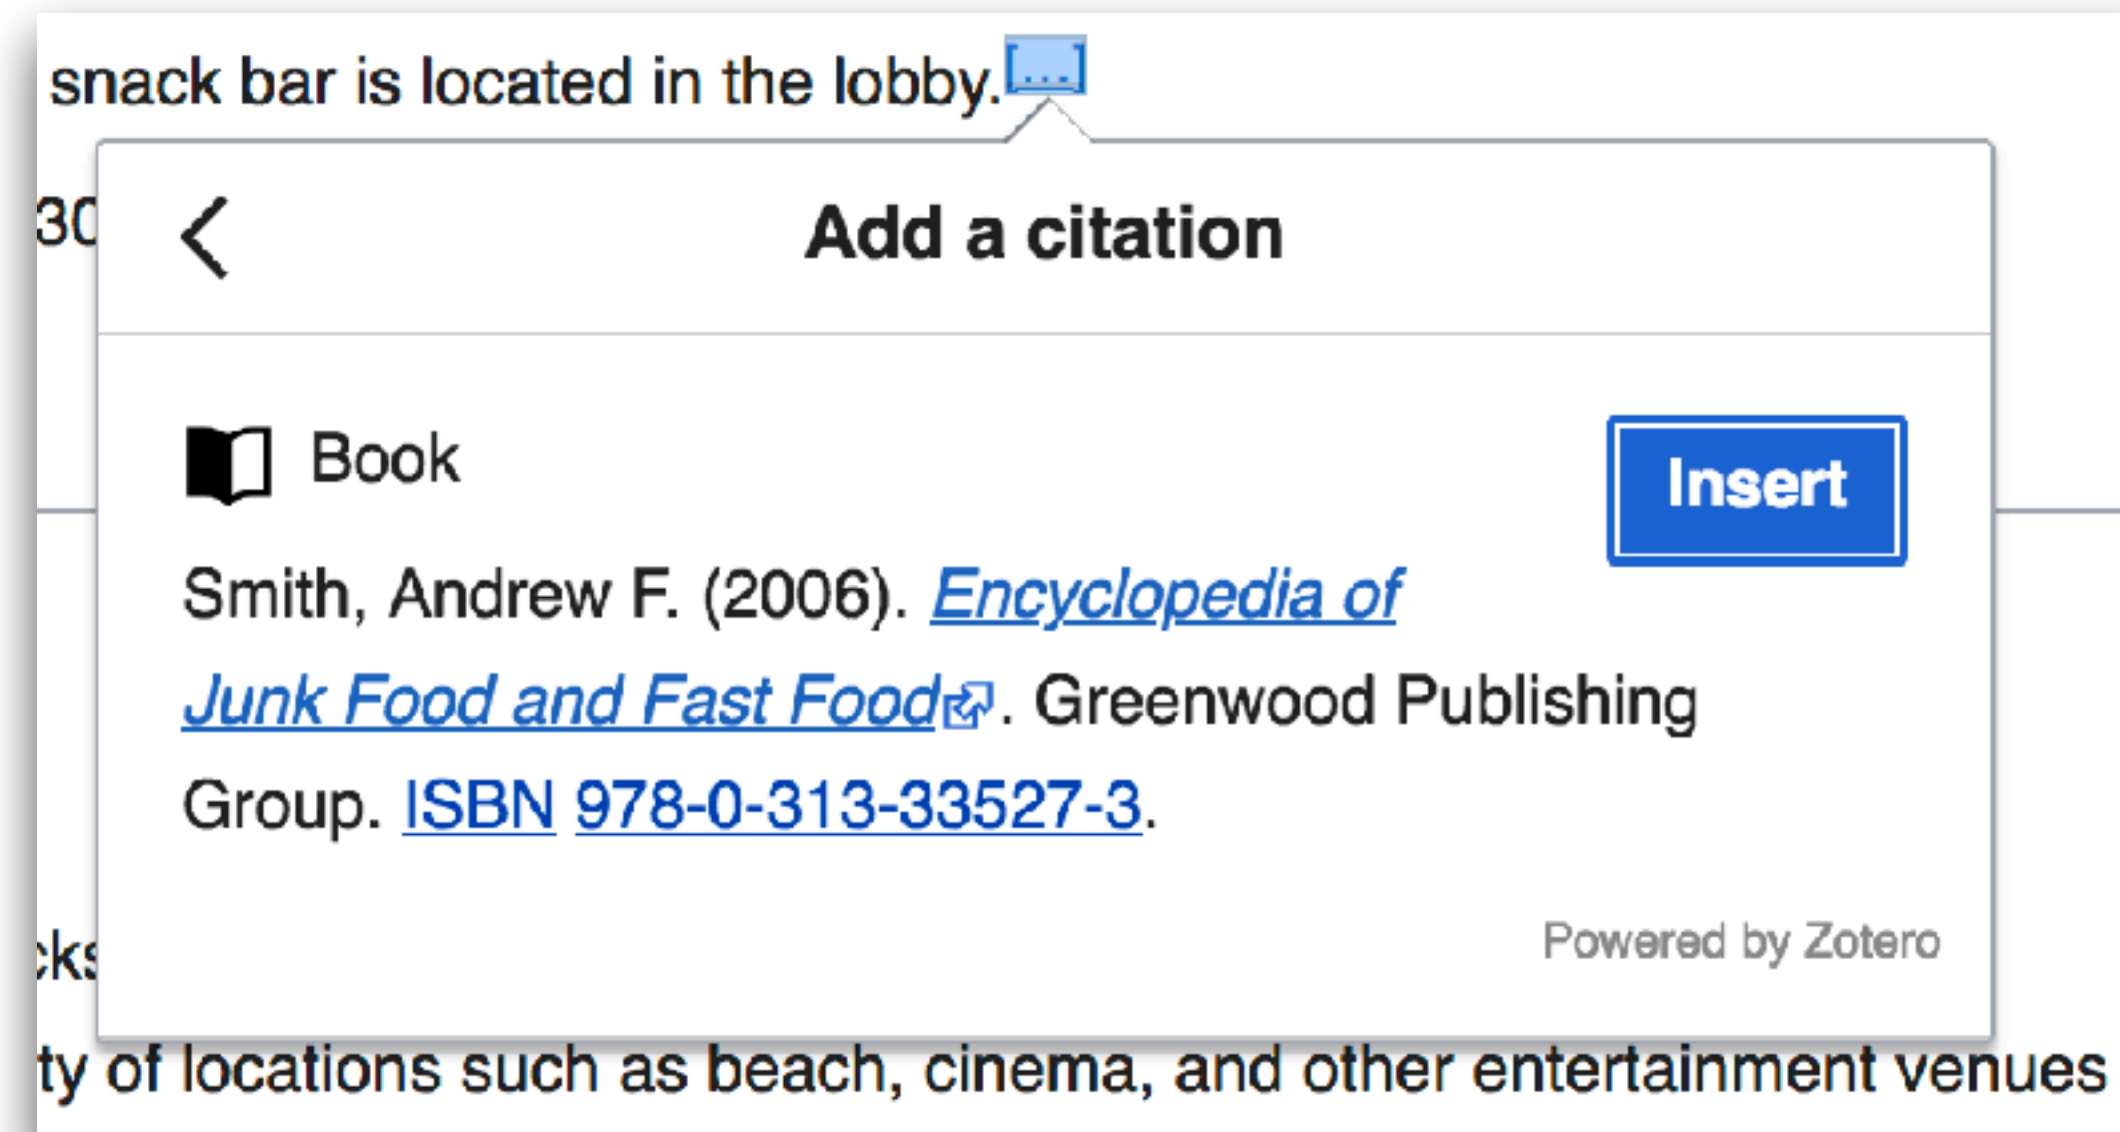 snack bar is located in the lobby.[...]
30
Add a citation
Book
Insert
Smith, Andrew F. (2006). Encyclopedia of
Junk Food and Fast Food. Greenwood Publishing
Group. ISBN 978-0-313-33527-3.
Powered by Zotero
cks
ty of locations such as beach, cinema, and other entertainment venues